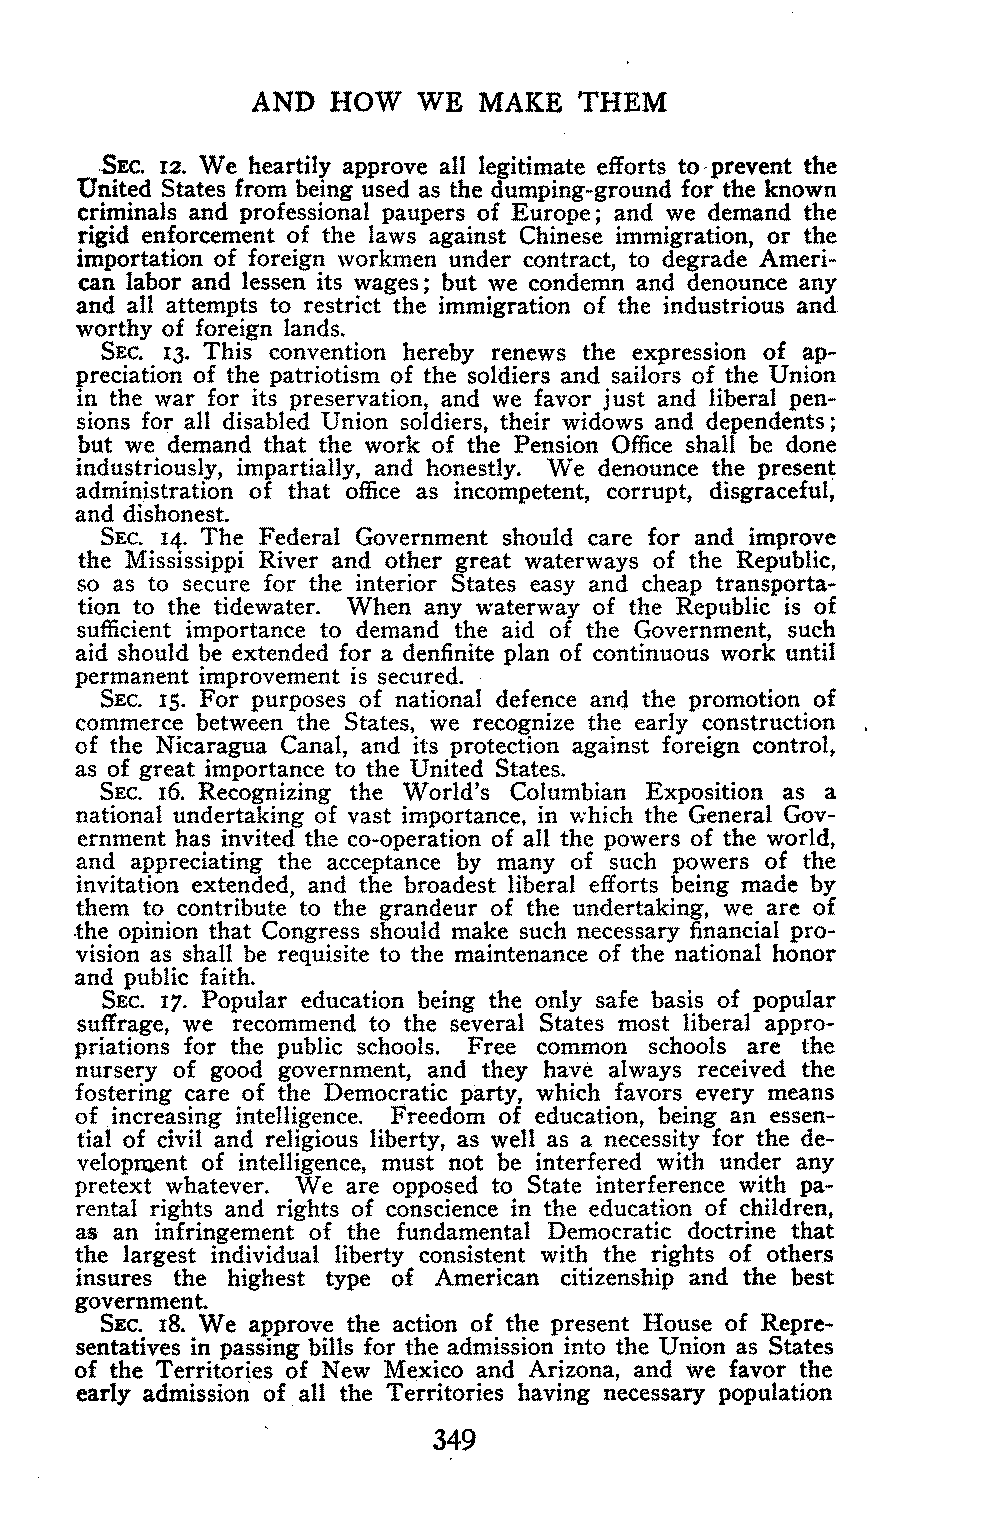 AND HOW WE MAKE THEM
SEC. 12. We heartily approve all legitimate efforts to prevent the
United States from being used as the dumping-ground for the known
criminals and professional paupers of Europe; and we demand the
rigid enforcement of the laws against Chinese immigration, or the
importation of foreign workmen under contract, to degrade Ameri-
can labor and lessen its wages; but we condemn and denounce any
and all attempts to restrict the immigration of the industrious and
worthy of foreign lands.
SEC. 13. This convention hereby renews the expression of ap-
preciation of the patriotism of the soldiers and sailors of the Union
in the war for its preservation, and we favor just and liberal pen-
sions for all disabled Union soldiers, their widows and dependents;
but we demand that the work of the Pension Office shall be done
industriously, impartially, and honestly. We denounce the present
administration of that office as incompetent, corrupt, disgraceful,
and dishonest.
SEC. 14. The Federal Government should care for and improve
the Mississippi River and other great waterways of the Republic,
so as to secure for the interior States easy and cheap transporta-
tion to the tidewater. When any waterway of the Republic is of
sufficient importance to demand the aid of the Government, such
aid should be extended for a denfinite plan of continuous work until
permanent improvement is secured.
SEC. 15. For purposes of national defence and the promotion of
commerce between the States, we recognize the early construction
of the Nicaragua Canal, and its protection against foreign control,
as of great importance to the United States.
SEC. 16. Recognizing the World's Columbian Exposition as a
national undertaking of vast importance, in which the General Gov-
ernment has invited the co-operation of all the powers of the world,
and appreciating the acceptance by many of such powers of the
invitation extended, and the broadest liberal efforts being made by
them to contribute to the grandeur of the undertaking, we are of
the opinion that Congress should make such necessary financial pro-
vision as shall be requisite to the maintenance of the national honor
and public faith.
SEC. 17. Popular education being the only safe basis of popular
suffrage, we recommend to the several States most liberal appro-
priations for the public schools. Free common schools are the
nursery of good government, and they have always received the
fostering care of the Democratic party, which favors every means
of increasing intelligence. Freedom of education, being an essen-
tial of civil and religious liberty, as well as a necessity for the de-
velopment of intelligence, must not be interfered with under any
pretext whatever. We are opposed to State interference with pa-
rental rights and rights of conscience in the education of children,
as an infringement of the fundamental Democratic doctrine that
the largest individual liberty consistent with the rights of others
insures the highest type of American citizenship and the best
government.
SEC. 18. We approve the action of the present House of Repre-
sentatives in passing bills for the admission into the Union as States
of the Territories of New Mexico and Arizona, and we favor the
early admission of all the Territories having necessary population
349